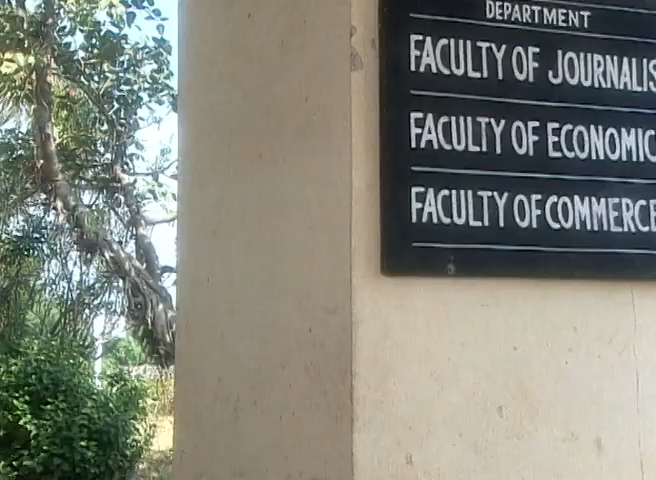 DEPARTMENT
FACULTY OF JOURNALIS
FACULTY OF ECONOMIC
FACULTY OF COMMERCE